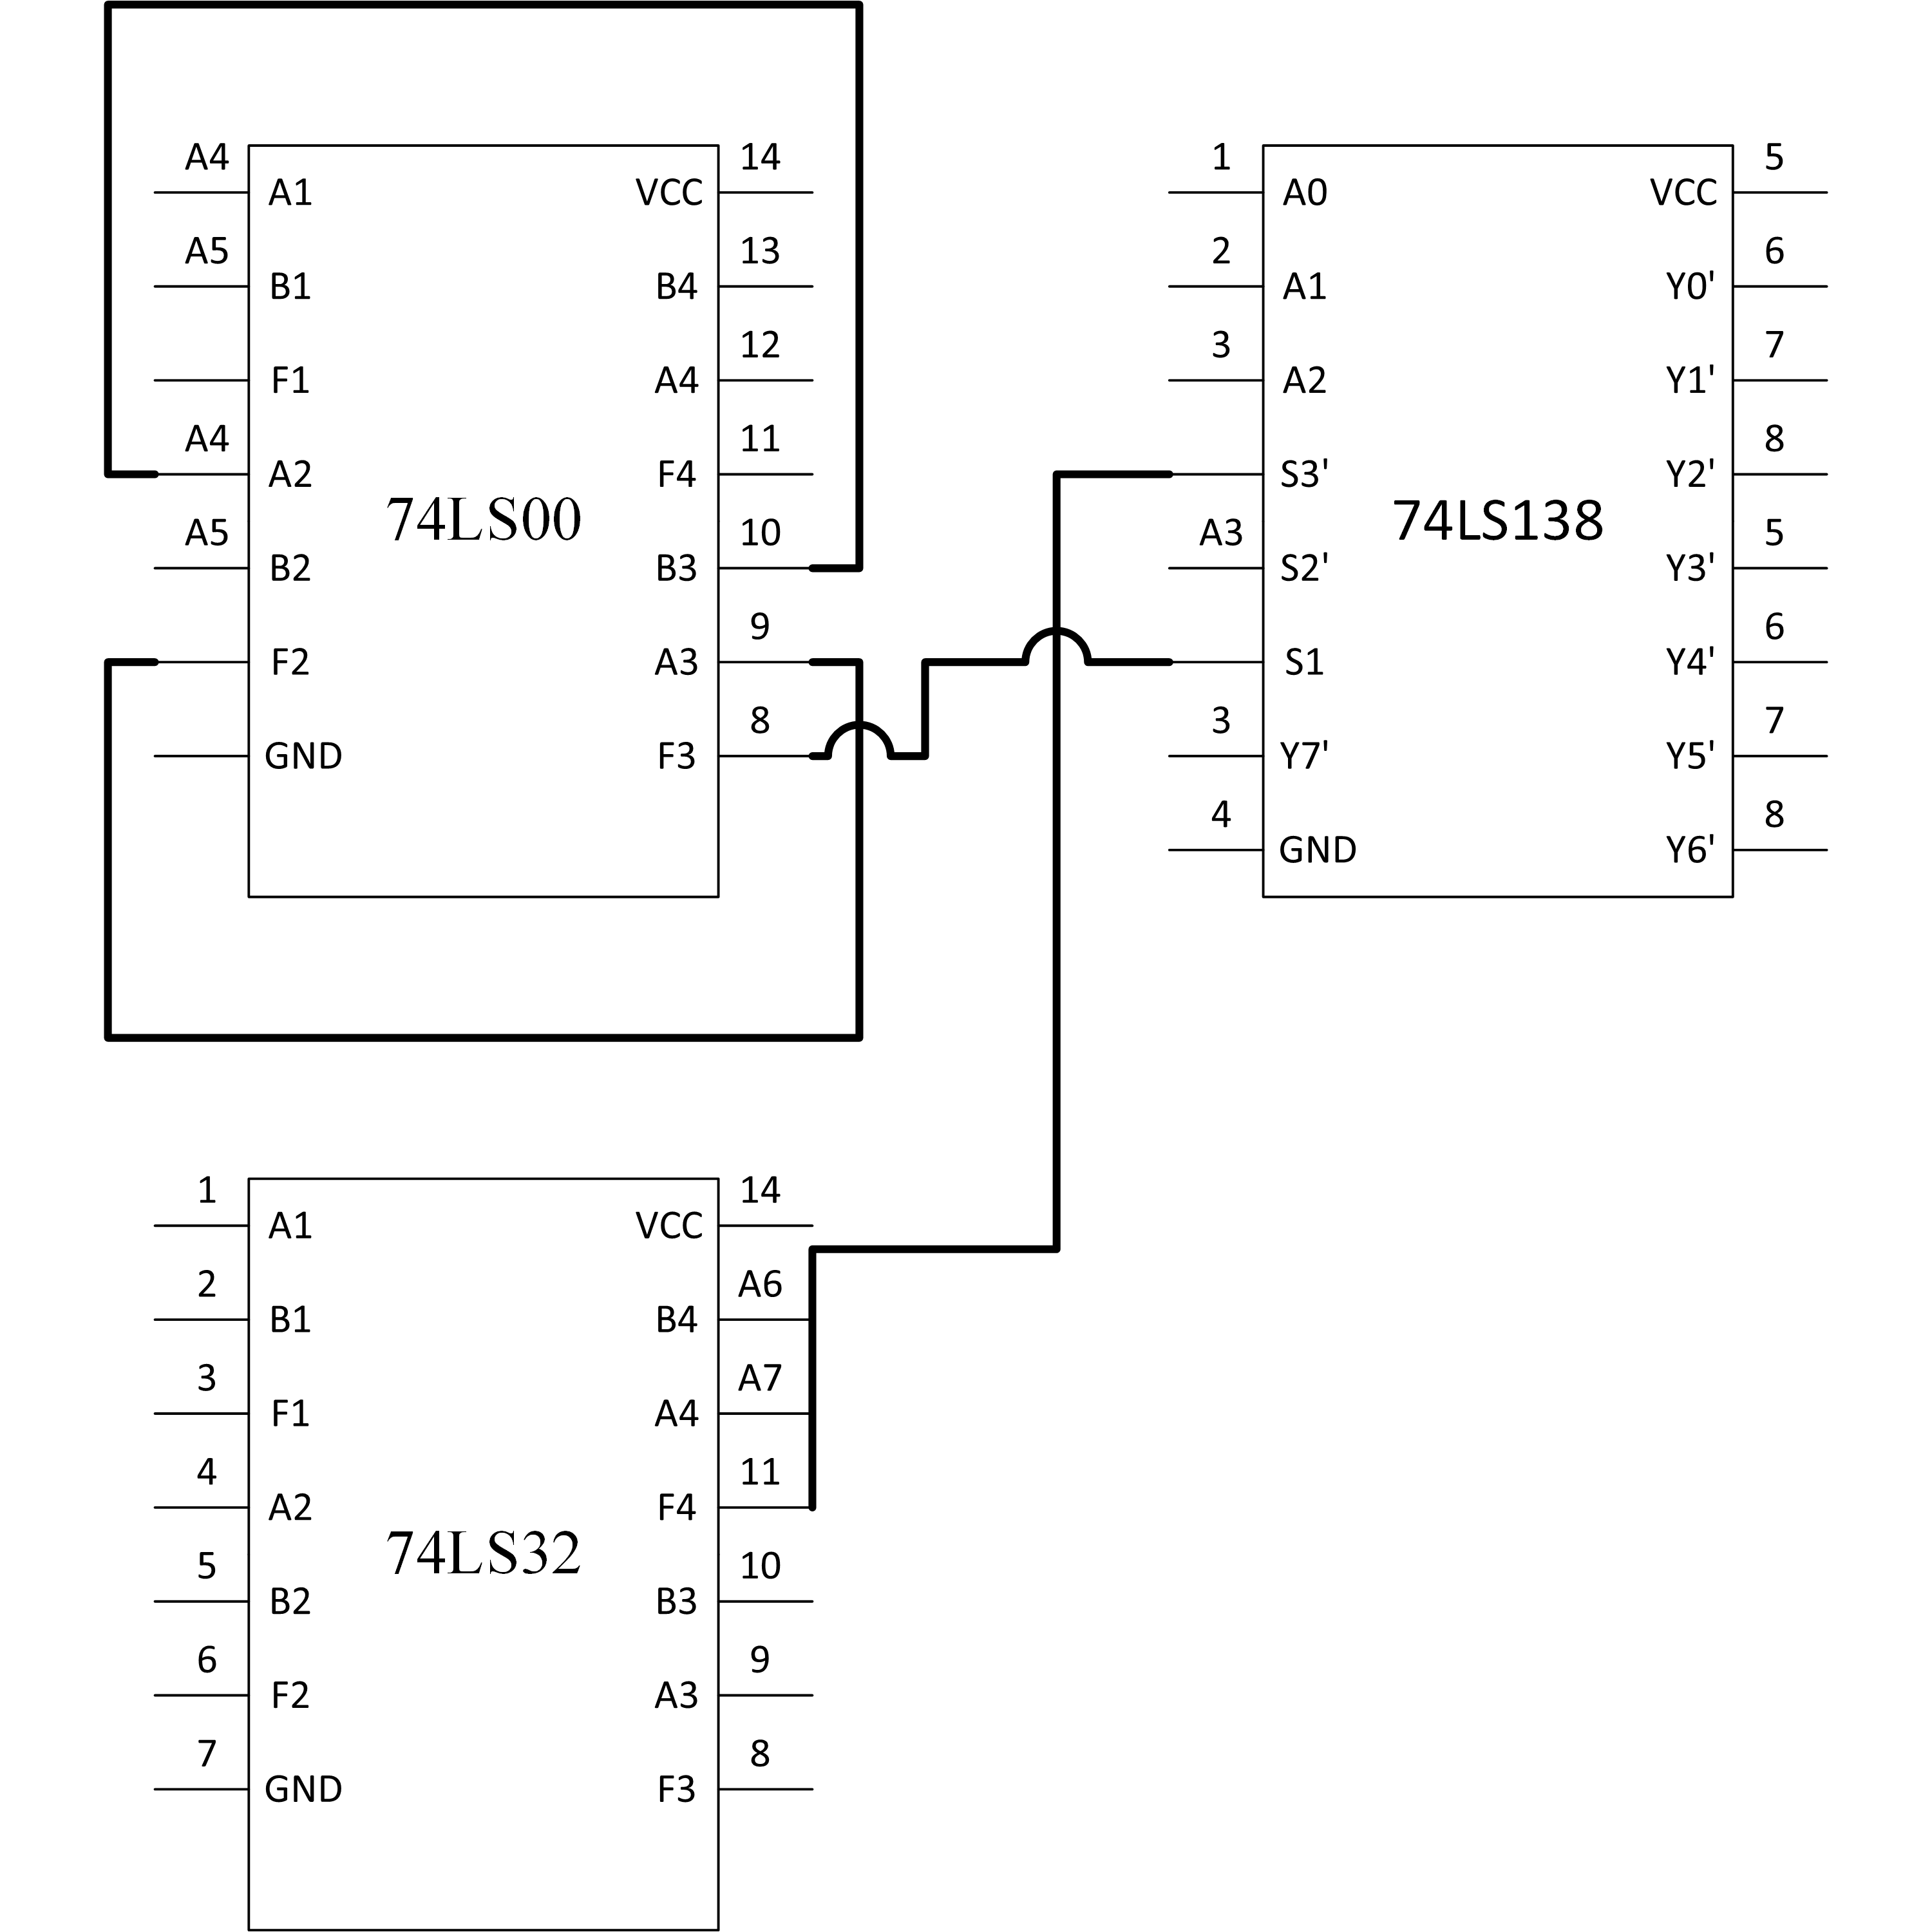 A4 A1 VCC 14
A5 B1 B4 13
F1 A4 12
A4 A2 F4 11
74LS00
A5 B2 B3 10
F2 A3 9
GND F3 8
1 A0 VCC 5
2 A1 Y0' 6
3 A2 Y1' 7
S3' Y2' 8
74LS138
A3 S2' Y3' 5
S1 Y4' 6
3 Y7' Y5' 7
4 GND Y6' 8
1 A1 VCC 14
2 B1 B4 A6
3 F1 A4 A7
4 A2 F4 11
74LS32
5 B2 B3 10
6 F2 A3 9
7 GND F3 8